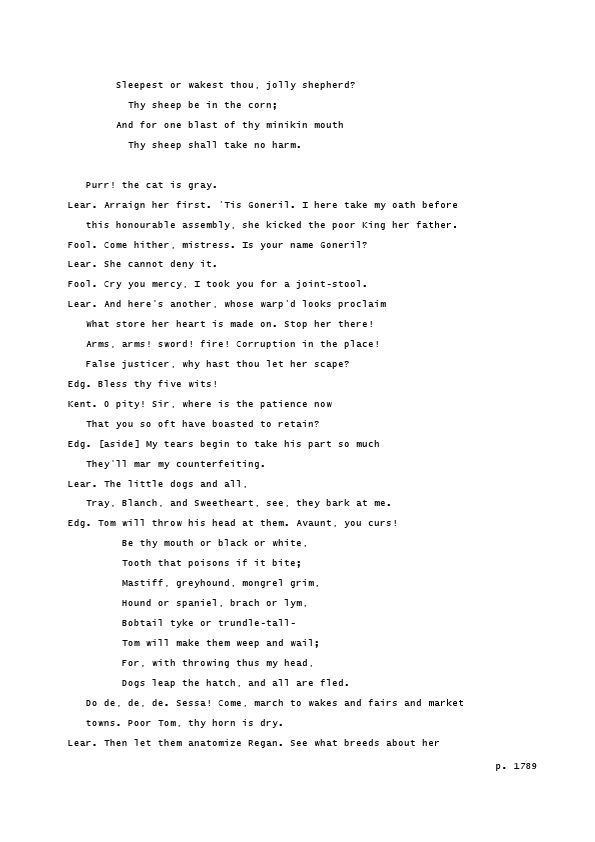 Sleepest or wakest thou, jolly shepherd?
Thy sheep be in the corn;
And for one blast of thy minikin mouth
Thy sheep shall take no harm.
Purr! the cat is gray.
Lear. Arraign her first. 'Tis Goneril. I here take my oath before
this honourable assembly, she kicked the poor King her father.
Fool. Come hither, mistress. Is your name Goneril?
Lear. She cannot deny it.
Fool. Cry you mercy, I took you for a joint-stool.
Lear. And here's another, whose warp'd looks proclaim
What store her heart is made on. Stop her there!
Arms, arms! sword! fire! Corruption in the place!
False justicer, why hast thou let her scape?
Edg. Bless thy five wits!
Kent. O pity! Sir, where is the patience now
That you so oft have boasted to retain?
Edg. [aside] My tears begin to take his part so much
They'll mar my counterfeiting.
Lear. The little dogs and all,
Tray, Blanch, and Sweetheart, see, they bark at me.
Edg. Tom will throw his head at them. Avaunt, you curs!
Be thy mouth or black or white,
Tooth that poisons if it bite;
Mastiff, greyhound, mongrel grim,
Hound or spaniel, brach or lym,
Bobtail tyke or trundle-tall-
Tom will make them weep and wail;
For, with throwing thus my head,
Dogs leap the hatch, and all are fled.
Do de, de, de. Sessa! Come, march to wakes and fairs and market
towns. Poor Tom, thy horn is dry.
Lear. Then let them anatomize Regan. See what breeds about her
p. 1789